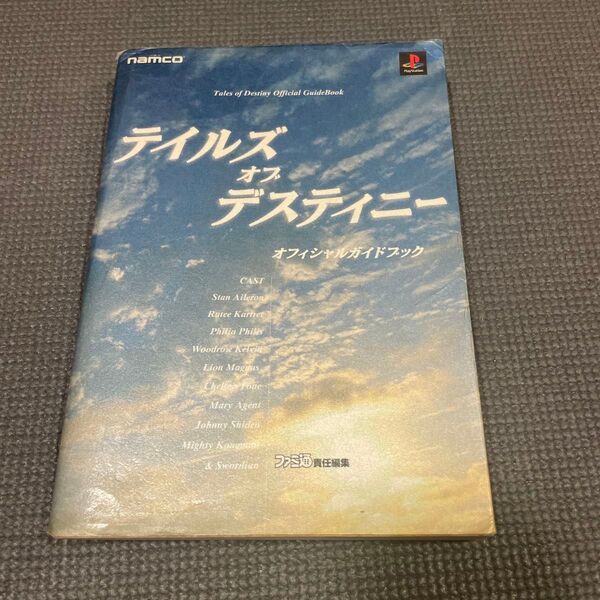 namco
PlayStation
Tales of Destiny Official GuideBook
テイルズ
オブ
デスティニー
オフィシャルガイドブック
CAST
Stan Aileron
Rutee Kartret
Philia Philis
Woodrow Kelvin
Lion Magnus
Chelsea Tone
Mary Agent
Johnny Shiden
Mighty Kongman
& Swordian
ファミ通責任編集